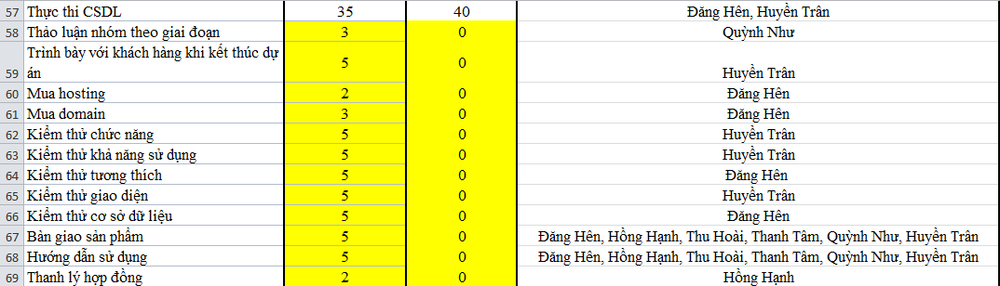 57 Thực thi CSDL 35 40 Đăng Hên, Huyền Trân
58 Thảo luận nhóm theo giai đoạn 3 0 Quỳnh Như
Trình bày với khách hàng khi kết thúc dự
59 án 5 0 Huyền Trân
60 Mua hosting 2 0 Đăng Hên
61 Mua domain 3 0 Đăng Hên
62 Kiểm thử chức năng 5 0 Huyền Trân
63 Kiểm thử khả năng sử dụng 5 0 Huyền Trân
64 Kiểm thử tương thích 5 0 Đăng Hên
65 Kiểm thử giao diện 5 0 Huyền Trân
66 Kiểm thử cơ sở dữ liệu 5 0 Đăng Hên
67 Bàn giao sản phẩm 5 0 Đăng Hên, Hồng Hạnh, Thu Hoài, Thanh Tâm, Quỳnh Như, Huyền Trân
68 Hướng dẫn sử dụng 5 0 Đăng Hên, Hồng Hạnh, Thu Hoài, Thanh Tâm, Quỳnh Như, Huyền Trân
69 Thanh lý hợp đồng 2 0 Hồng Hạnh